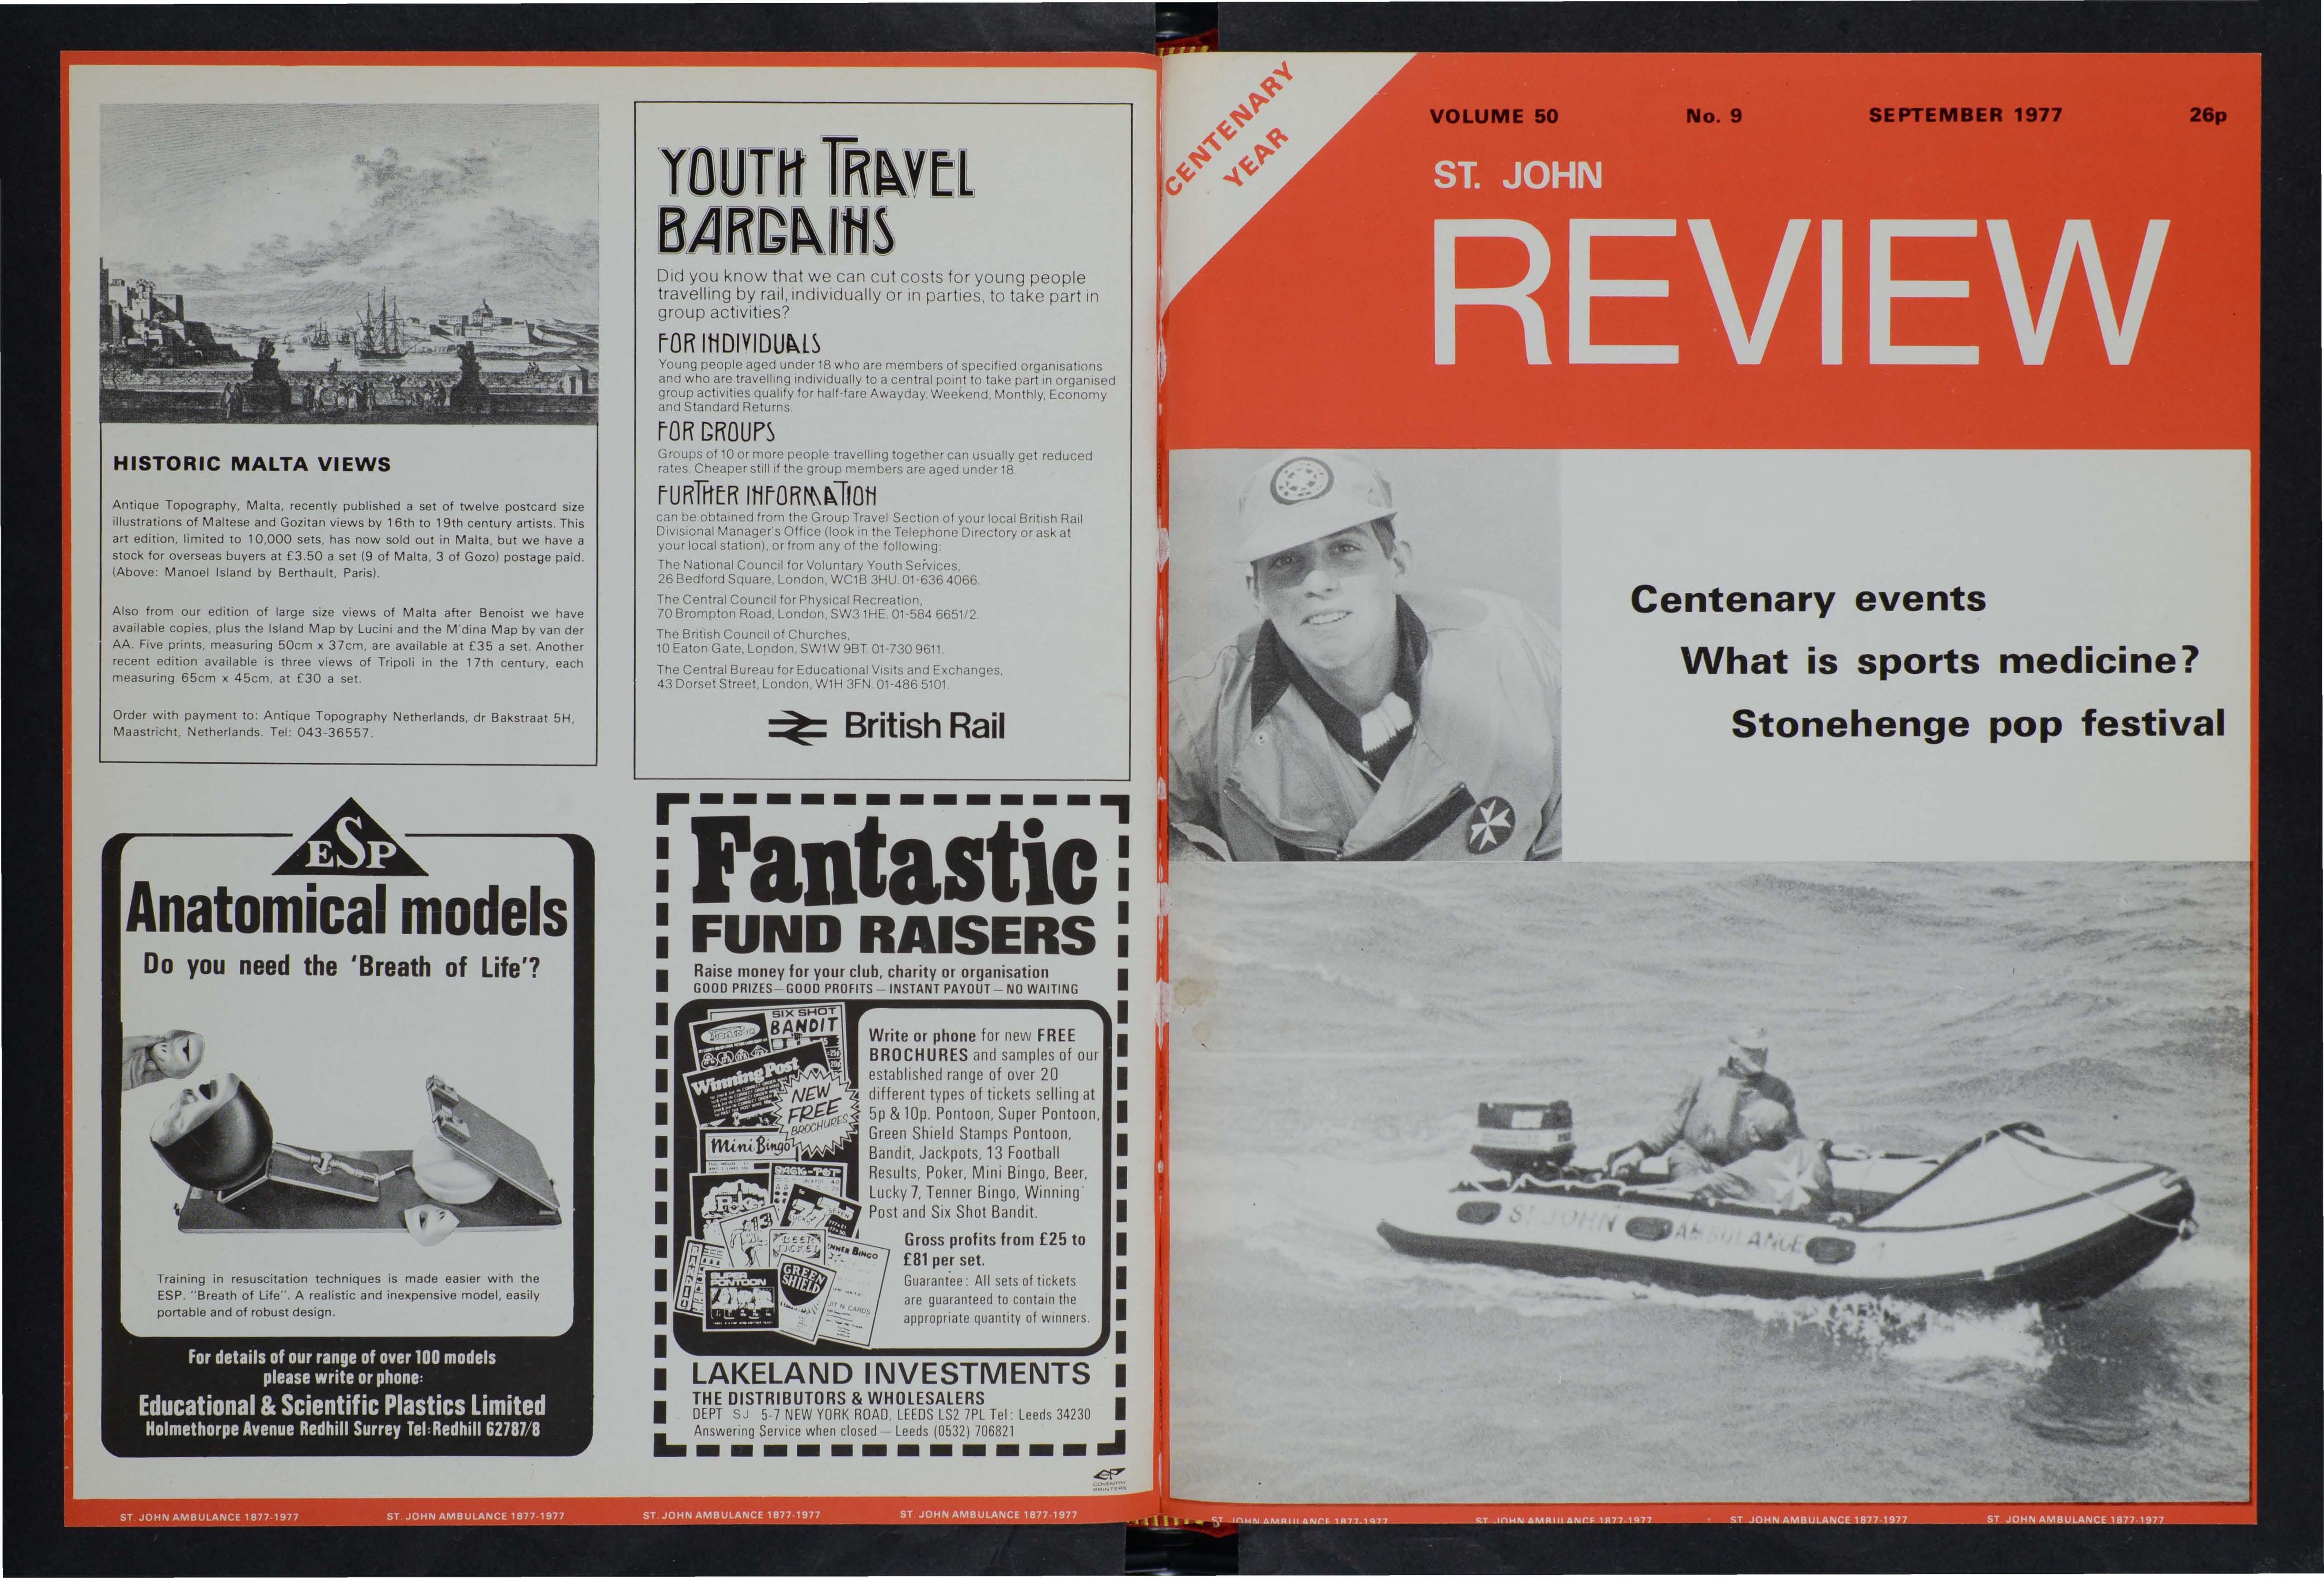 HISTORIC MALTA VIEWS
Antique Topography, Malta, recently published a set of twelve postcard size
illustrations of Maltese and Gozitan views by 16th to 19th century artists. This
art edition, limited to 10,000 sets, has now sold out in Malta, but we have a
stock for overseas buyers at £3.50 a set (9 of Malta, 3 of Gozo) postage paid.
(Above: Manoel Island by Berthault, Paris).
Also from our edition of large size views of Malta after Benoist we have
available copies, plus the Island Map by Lucini and the M'dina Map by van der
AA. Five prints, measuring 50cm x 37cm, are available at £35 a set. Another
recent edition available is three views of Tripoli in the 17th century, each
measuring 65cm x 45cm, at £30 a set.
Order with payment to: Antique Topography Netherlands, dr Bakstraat 5H,
Maastricht, Netherlands. Tel: 043-36557.
YOUTH TRAVEL
BARGAINS
Did you know that we can cut costs for young people
travelling by rail, individually or in parties, to take part in
group activities?
FOR INDIVIDUALS
Young people aged under 18 who are members of specified organisations
and who are travelling individually to a central point to take part in organised
group activities qualify for half-fare Awayday, Weekend, Monthly, Economy
and Standard Returns.
FOR GROUPS
Groups of 10 or more people travelling together can usually get reduced
rates. Cheaper still if the group members are aged under 18.
FURTHER INFORMATION
can be obtained from the Group Travel Section of your local British Rail
Divisional Manager's Office (look in the Telephone Directory or ask at
your local station), or from any of the following:
The National Council for Voluntary Youth Services,
26 Bedford Square, London, WC1B 3HU. 01-636 4066.
The Central Council for Physical Recreation,
70 Brompton Road, London, SW3 1HE. 01-584 6651/2.
The British Council of Churches,
10 Eaton Gate, London, SW1W 9BT. 01-730 9611.
The Central Bureau for Educational Visits and Exchanges,
43 Dorset Street, London, W1H 3FN. 01-486 5101.
British Rail
ESP
Anatomical models
Do you need the 'Breath of Life'?
Training in resuscitation techniques is made easier with the
ESP. "Breath of Life". A realistic and inexpensive model, easily
portable and of robust design.
For details of our range of over 100 models
please write or phone:
Educational & Scientific Plastics Limited
Holmethorpe Avenue Redhill Surrey Tel:Redhill 62787/8
Fantastic
FUND RAISERS
Raise money for your club, charity or organisation
GOOD PRIZES — GOOD PROFITS — INSTANT PAYOUT — NO WAITING
SIX SHOT
BANDIT
Winning Post
NEW
FREE
BROCHURES
Mini Bingo
13
BEER
TICKET
SUPER
PONTOON
GREEN
SHIELD
Write or phone for new FREE
BROCHURES and samples of our
established range of over 20
different types of tickets selling at
5p & 10p. Pontoon, Super Pontoon,
Green Shield Stamps Pontoon,
Bandit, Jackpots, 13 Football
Results, Poker, Mini Bingo, Beer,
Lucky 7, Tenner Bingo, Winning
Post and Six Shot Bandit.
Gross profits from £25 to
£81 per set.
Guarantee: All sets of tickets
are guaranteed to contain the
appropriate quantity of winners.
LAKELAND INVESTMENTS
THE DISTRIBUTORS & WHOLESALERS
DEPT SJ 5-7 NEW YORK ROAD, LEEDS LS2 7PL Tel: Leeds 34230
Answering Service when closed — Leeds (0532) 706821
COVENTRY
PRINTERS
ST. JOHN AMBULANCE 1877-1977 ST. JOHN AMBULANCE 1877-1977 ST. JOHN AMBULANCE 1877-1977 ST. JOHN AMBULANCE 1877-1977
CENTENARY
YEAR
VOLUME 50 No. 9 SEPTEMBER 1977 26p
ST. JOHN
REVIEW
Centenary events
What is sports medicine?
Stonehenge pop festival
ST JOHN AMBULANCE
ST. JOHN AMBULANCE 1877-1977 ST. JOHN AMBULANCE 1877-1977 ST. JOHN AMBULANCE 1877-1977 ST. JOHN AMBULANCE 1877-1977